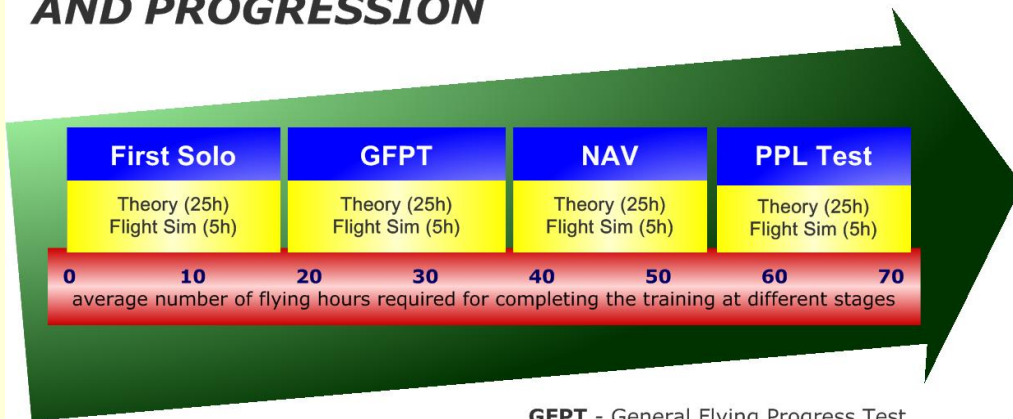 AND PROGRESSION
First Solo
Theory (25h)
Flight Sim (5h)
GFPT
Theory (25h)
Flight Sim (5h)
NAV
Theory (25h)
Flight Sim (5h)
PPL Test
Theory (25h)
Flight Sim (5h)
0 10 20 30 40 50 60 70
average number of flying hours required for completing the training at different stages
GFPT - General Flying Progress Test